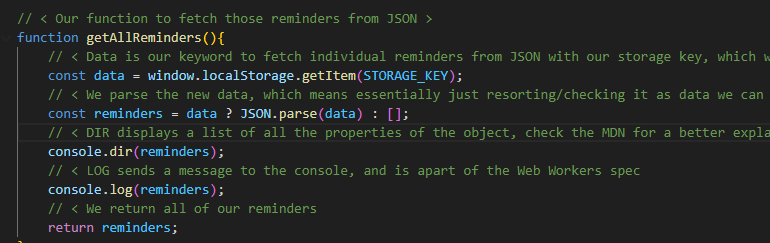 // < Our function to fetch those reminders from JSON >
function getAllReminders(){
// < Data is our keyword to fetch individual reminders from JSON with our storage key, which
const data = window.localStorage.getItem(STORAGE_KEY);
// < We parse the new data, which means essentially just resorting/checking it as data we can
const reminders = data ? JSON.parse(data) : [];
// < DIR displays a list of all the properties of the object, check the MDN for a better
console.dir(reminders);
// < LOG sends a message to the console, and is apart of the Web Workers spec
console.log(reminders);
// < We return all of our reminders
return reminders;